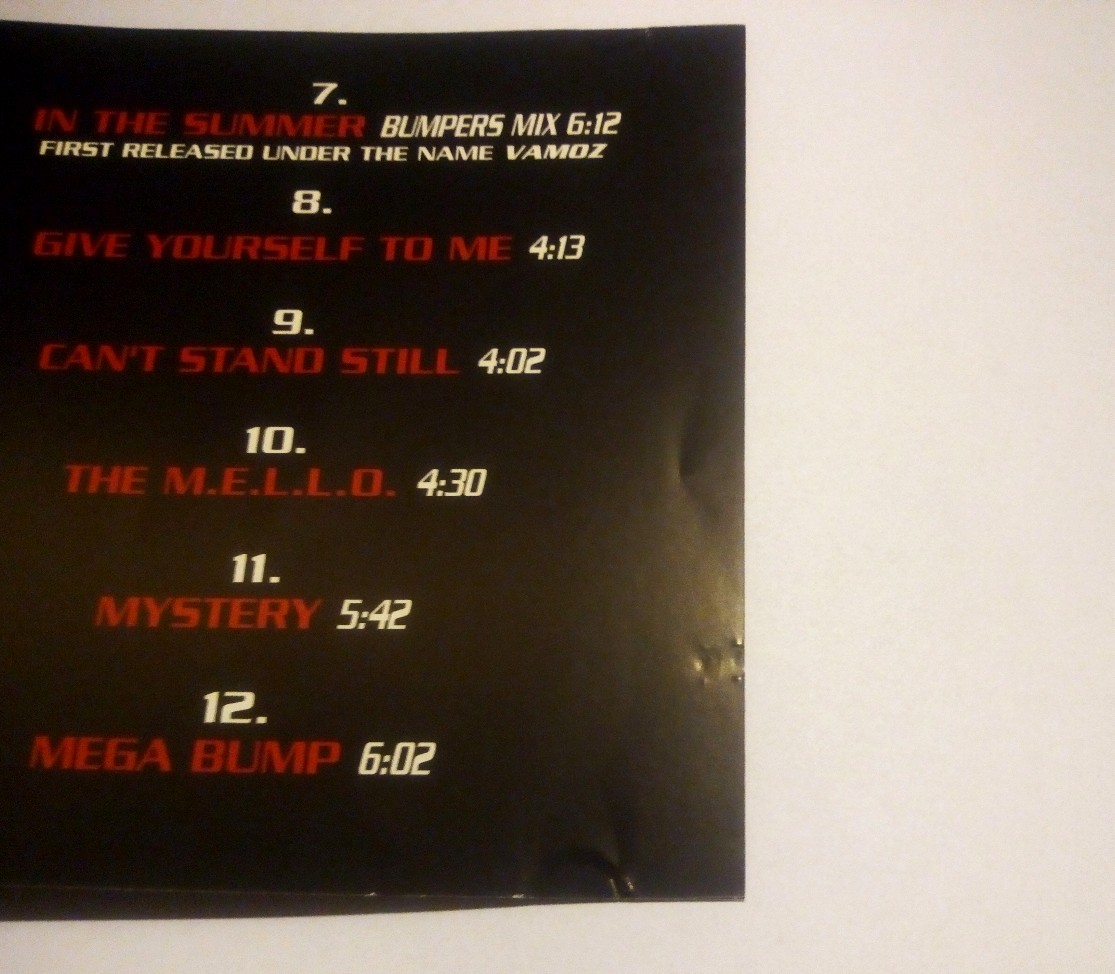 7.
IN THE SUMMER BUMPERS MIX 6:12
FIRST RELEASED UNDER THE NAME VAMOZ
8.
GIVE YOURSELF TO ME 4:13
9.
CAN'T STAND STILL 4:02
10.
THE M.E.L.L.O. 4:30
11.
MYSTERY 5:42
12.
MEGA BUMP 6:02